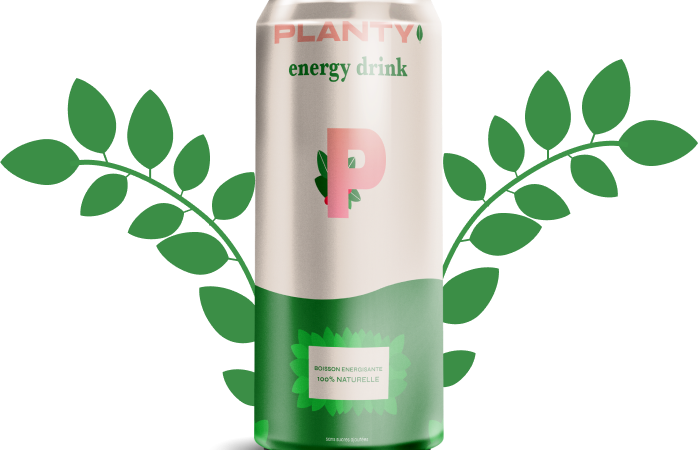 PLANTY
energy drink
P
BOISSON ENERGISANTE
100% NATURELLE